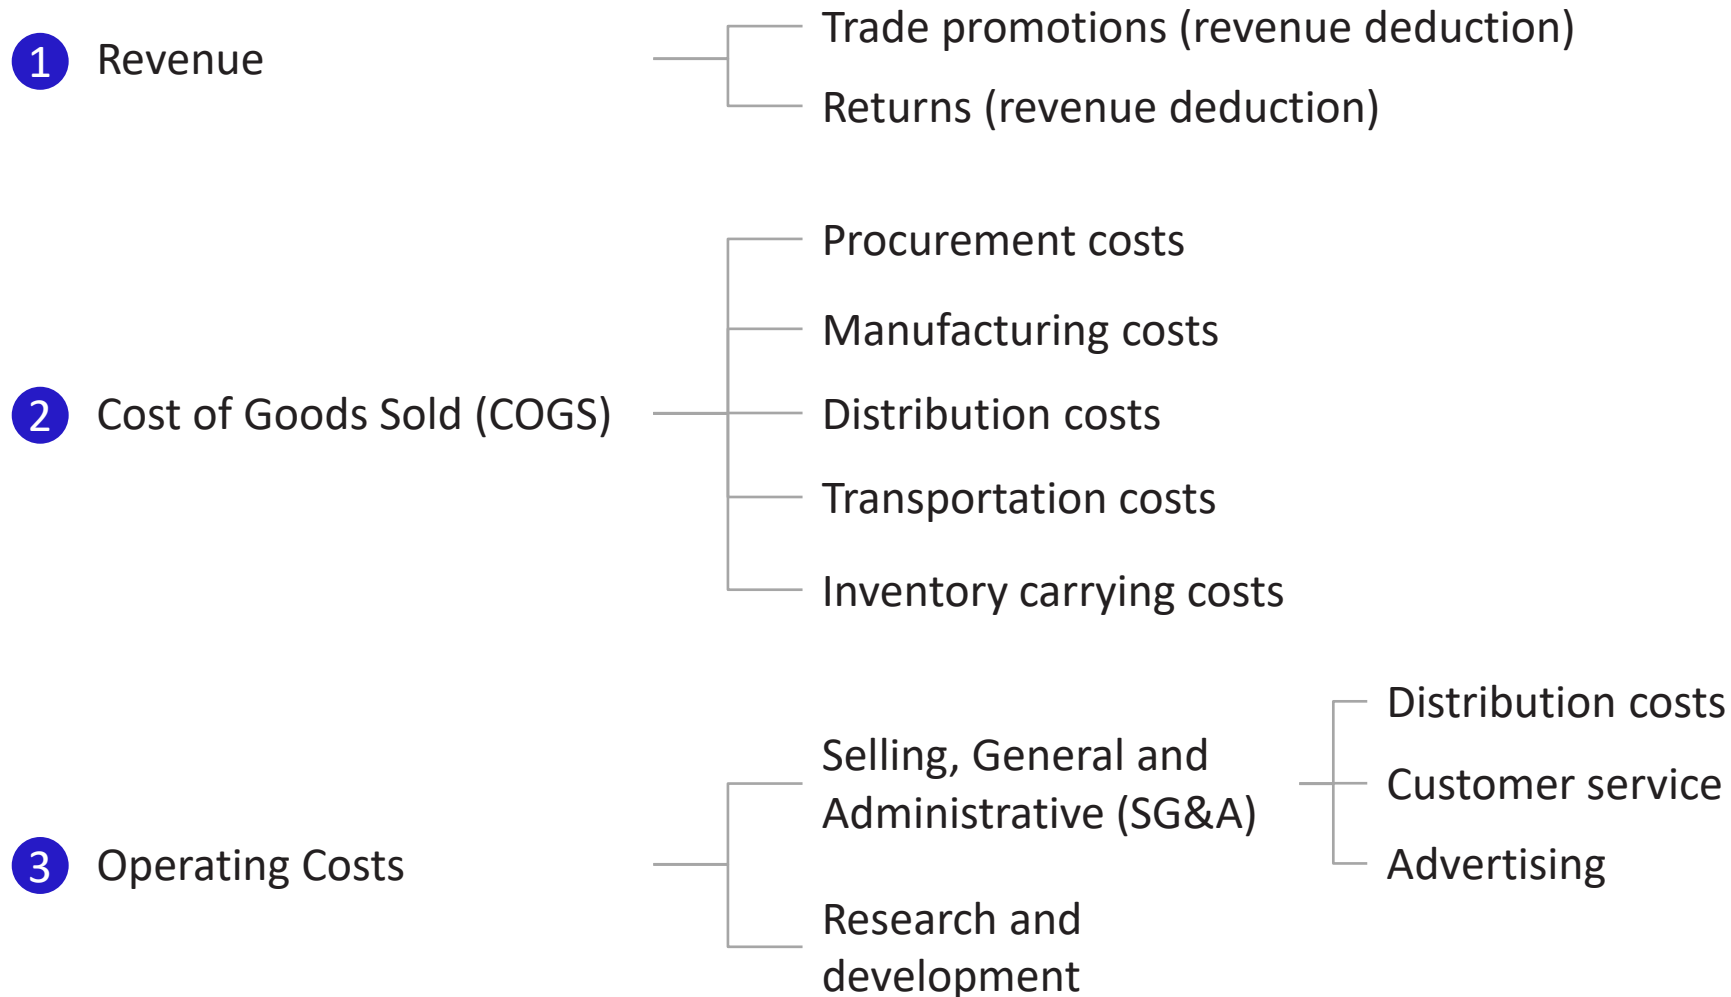 1 Revenue
Trade promotions (revenue deduction)
Returns (revenue deduction)
2 Cost of Goods Sold (COGS)
Procurement costs
Manufacturing costs
Distribution costs
Transportation costs
Inventory carrying costs
3 Operating Costs
Selling, General and
Administrative (SG&A)
Distribution costs
Customer service
Advertising
Research and
development